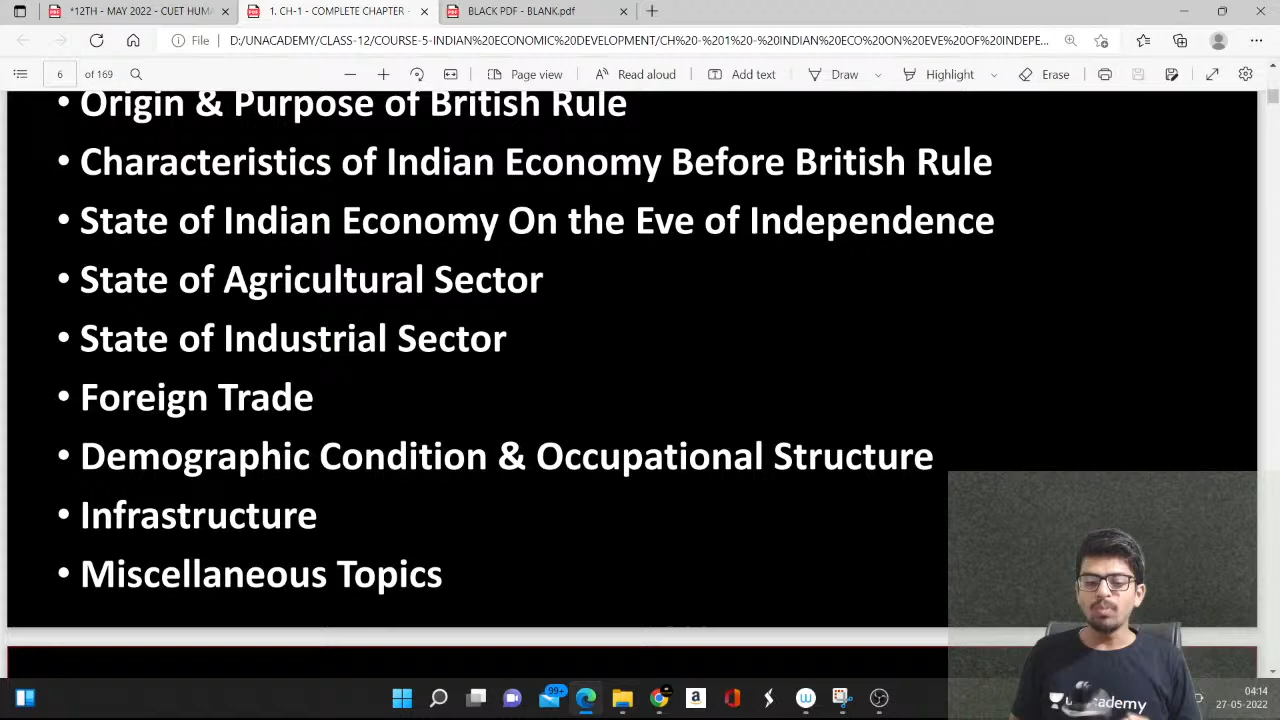 *12TH - MAY 2022 - CUET HUMA
1. CH-1 - COMPLETE CHAPTER -
BLACK PDF - BLANK.pdf
File
D:/UNACADEMY/CLASS-12/COURSE-5-INDIAN%20ECONOMIC%20DEVELOPMENT/CH%20-%201%20-%20INDIAN%20ECO%20ON%20EVE%20OF%20INDEPE...
6 of 169
Page view
Read aloud
Add text
Draw
Highlight
Erase
• Origin & Purpose of British Rule
• Characteristics of Indian Economy Before British Rule
• State of Indian Economy On the Eve of Independence
• State of Agricultural Sector
• State of Industrial Sector
• Foreign Trade
• Demographic Condition & Occupational Structure
• Infrastructure
• Miscellaneous Topics
99+
04:14
27-05-2022